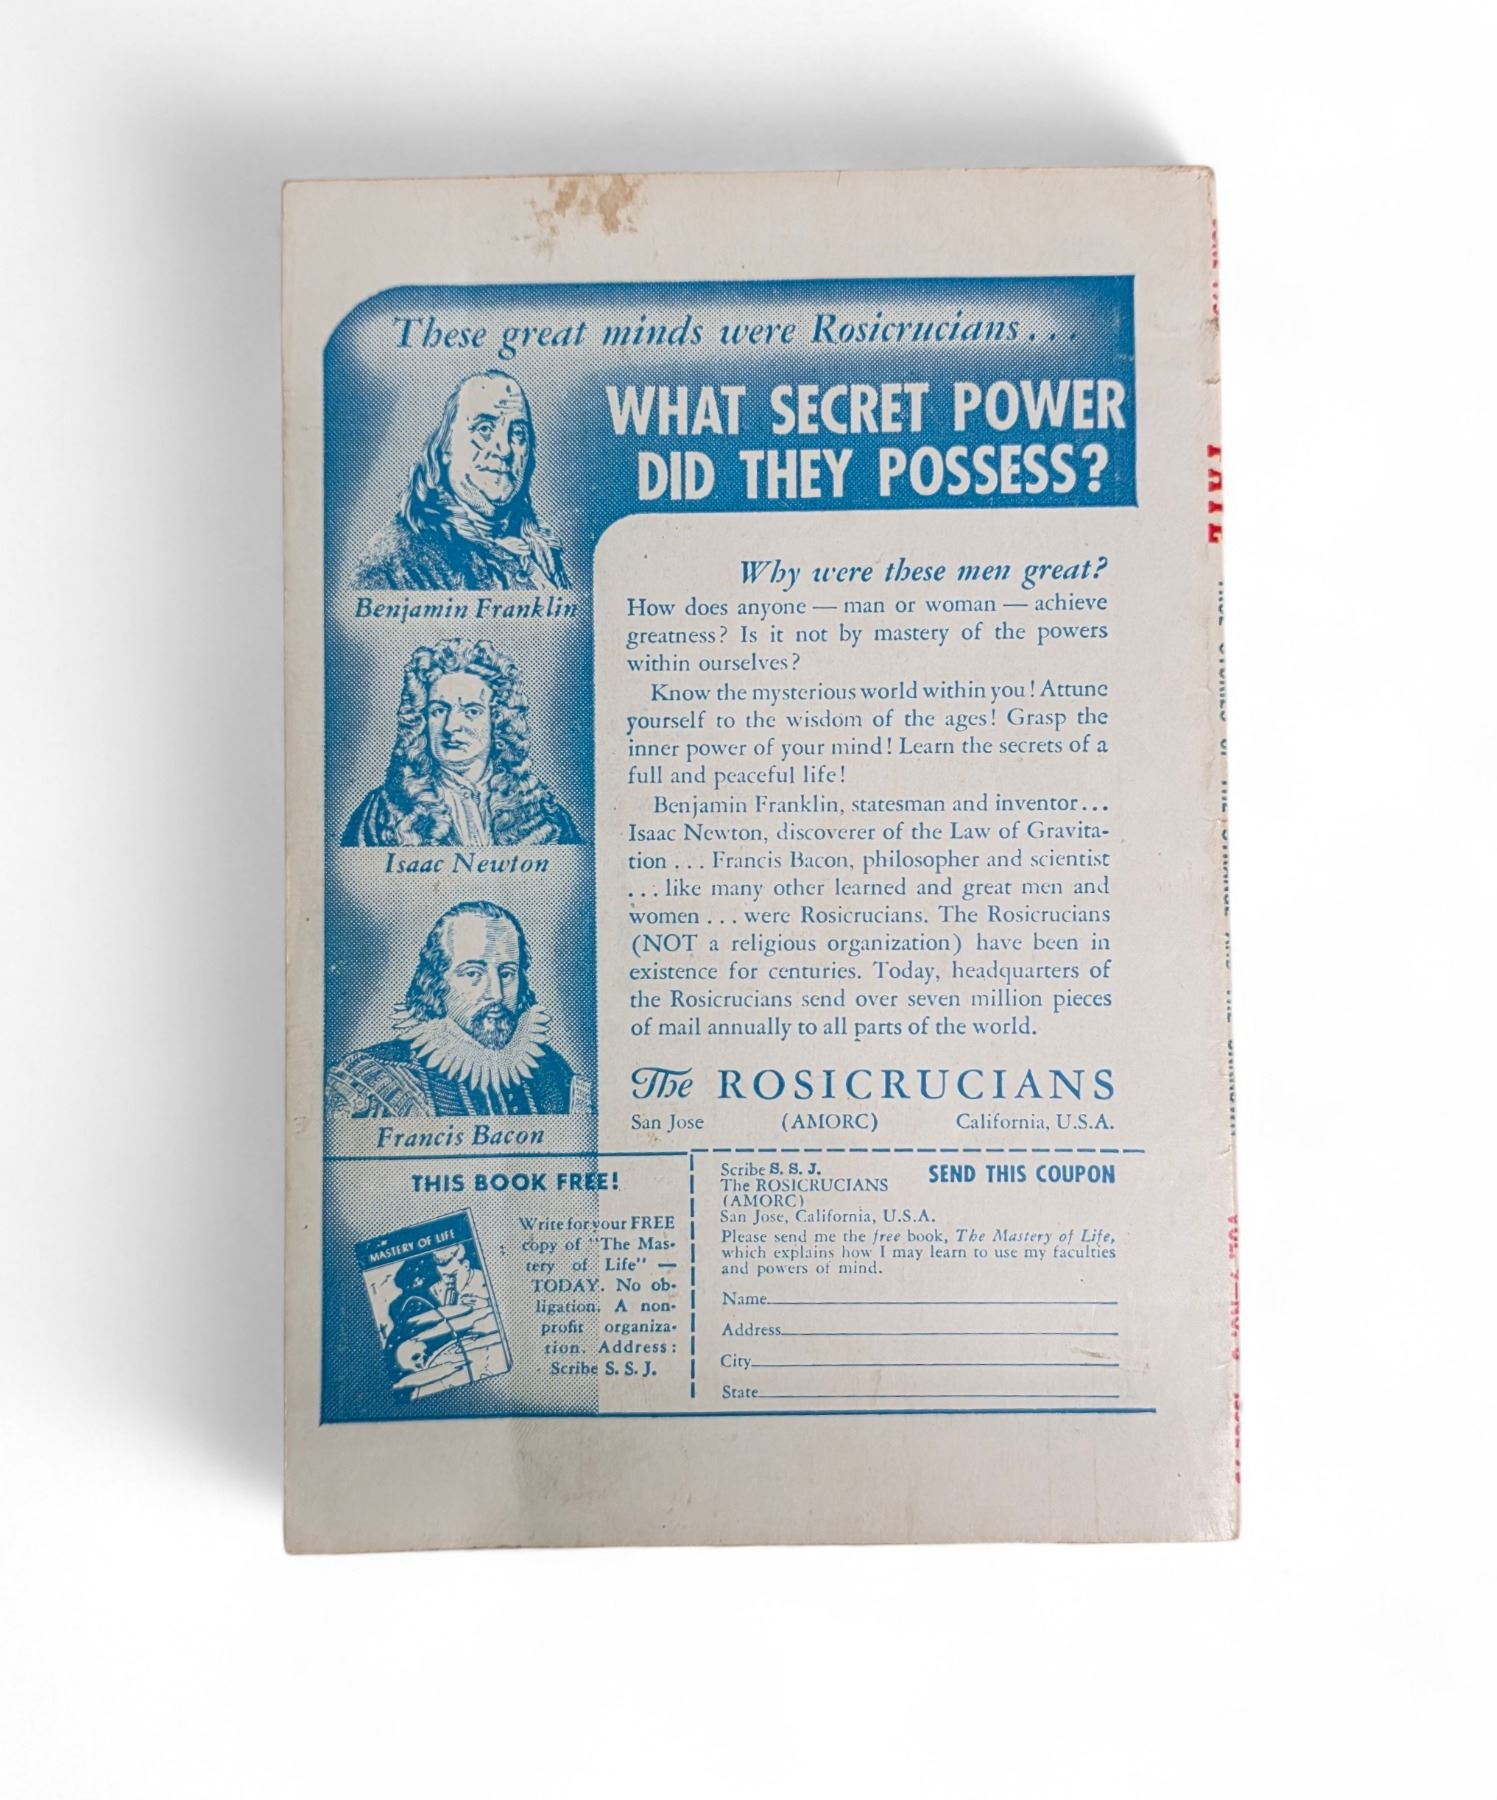 These great minds were Rosicrucians...
WHAT SECRET POWER
DID THEY POSSESS?
Benjamin Franklin
Isaac Newton
Francis Bacon
Why were these men great?
How does anyone — man or woman — achieve
greatness? Is it not by mastery of the powers
within ourselves?
Know the mysterious world within you! Attune
yourself to the wisdom of the ages! Grasp the
inner power of your mind! Learn the secrets of a
full and peaceful life!
Benjamin Franklin, statesman and inventor...
Isaac Newton, discoverer of the Law of Gravita-
tion... Francis Bacon, philosopher and scientist
...like many other learned and great men and
women...were Rosicrucians. The Rosicrucians
(NOT a religious organization) have been in
existence for centuries. Today, headquarters of
the Rosicrucians send over seven million pieces
of mail annually to all parts of the world.
The ROSICRUCIANS
San Jose (AMORC) California, U.S.A.
THIS BOOK FREE!
MASTERY OF LIFE
Write for your FREE
copy of "The Mas-
tery of Life" —
TODAY. No ob-
ligation. A non-
profit organiza-
tion. Address:
Scribe S. S. J.
Scribe S. S. J.
The ROSICRUCIANS
(AMORC)
San Jose, California, U.S.A.
SEND THIS COUPON
Please send me the free book, The Mastery of Life,
which explains how I may learn to use my faculties
and powers of mind.
Name
Address
City
State
FATE